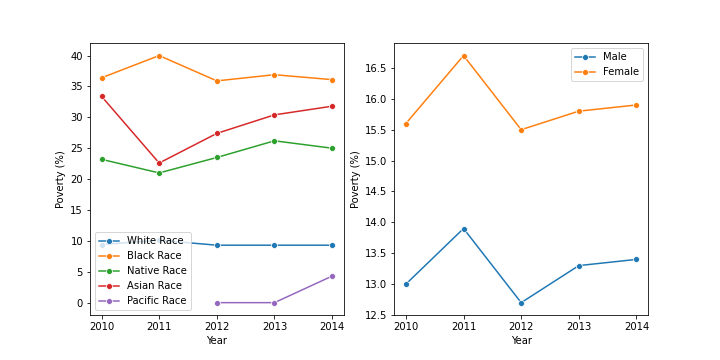 40
35
30
25
20
15
10
5
0
Poverty (%)
White Race
Black Race
Native Race
Asian Race
Pacific Race
2010 2011 2012 2013 2014
Year
16.5
16.0
15.5
15.0
14.5
14.0
13.5
13.0
12.5
Poverty (%)
Male
Female
2010 2011 2012 2013 2014
Year